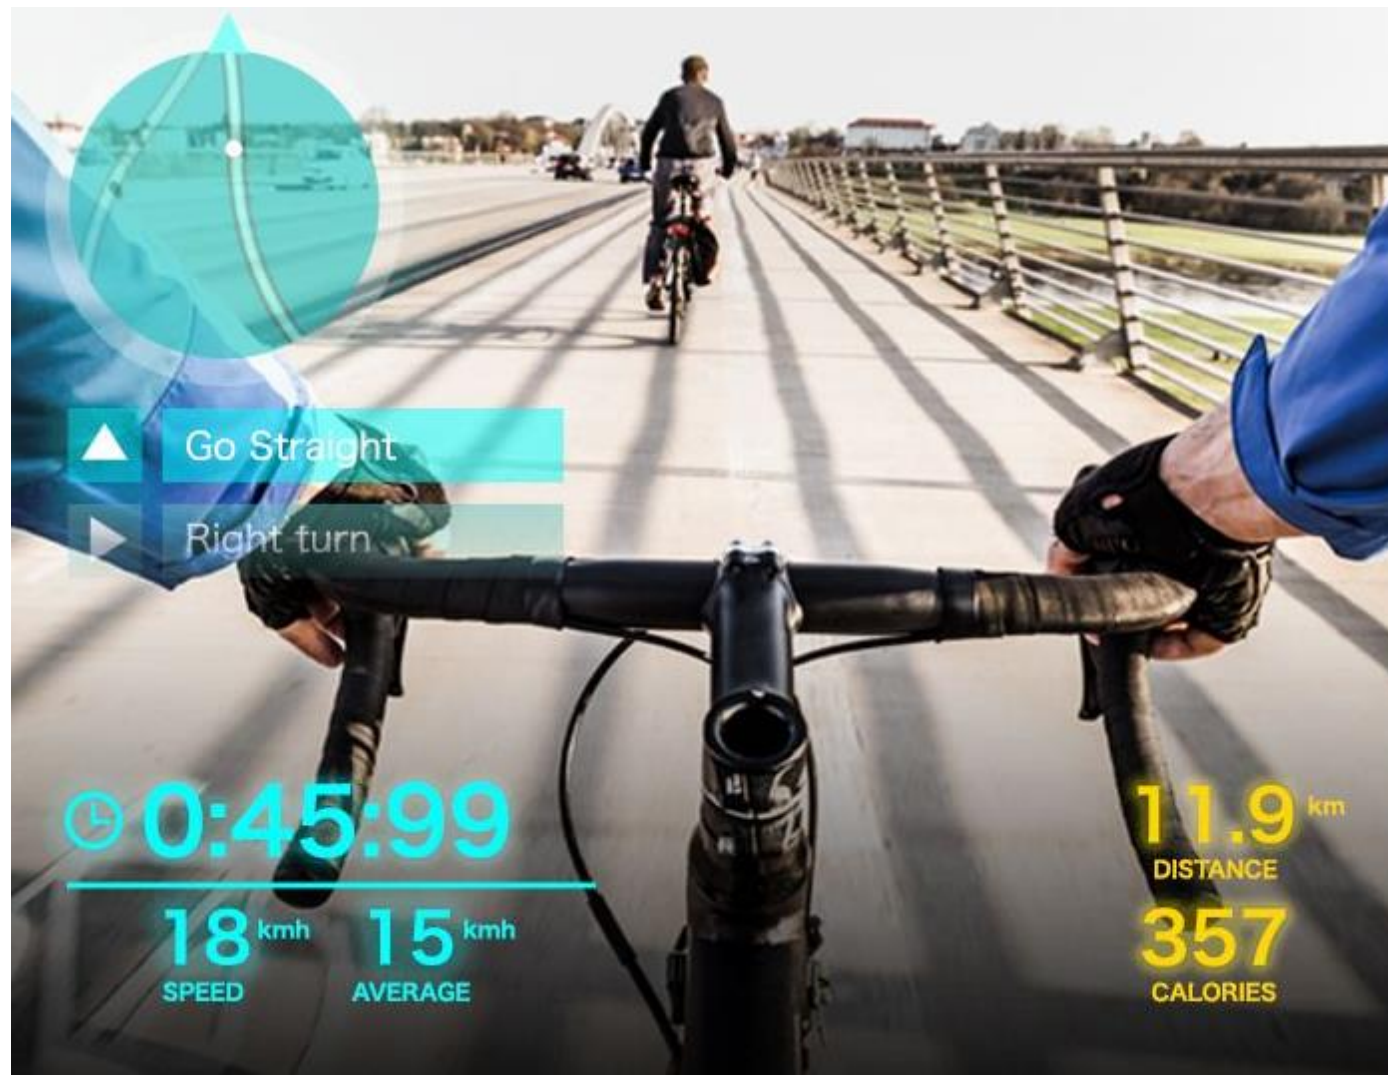 Go Straight
Right turn
0:45:99
18 kmh 15 kmh
SPEED AVERAGE
11.9 km
DISTANCE
357
CALORIES